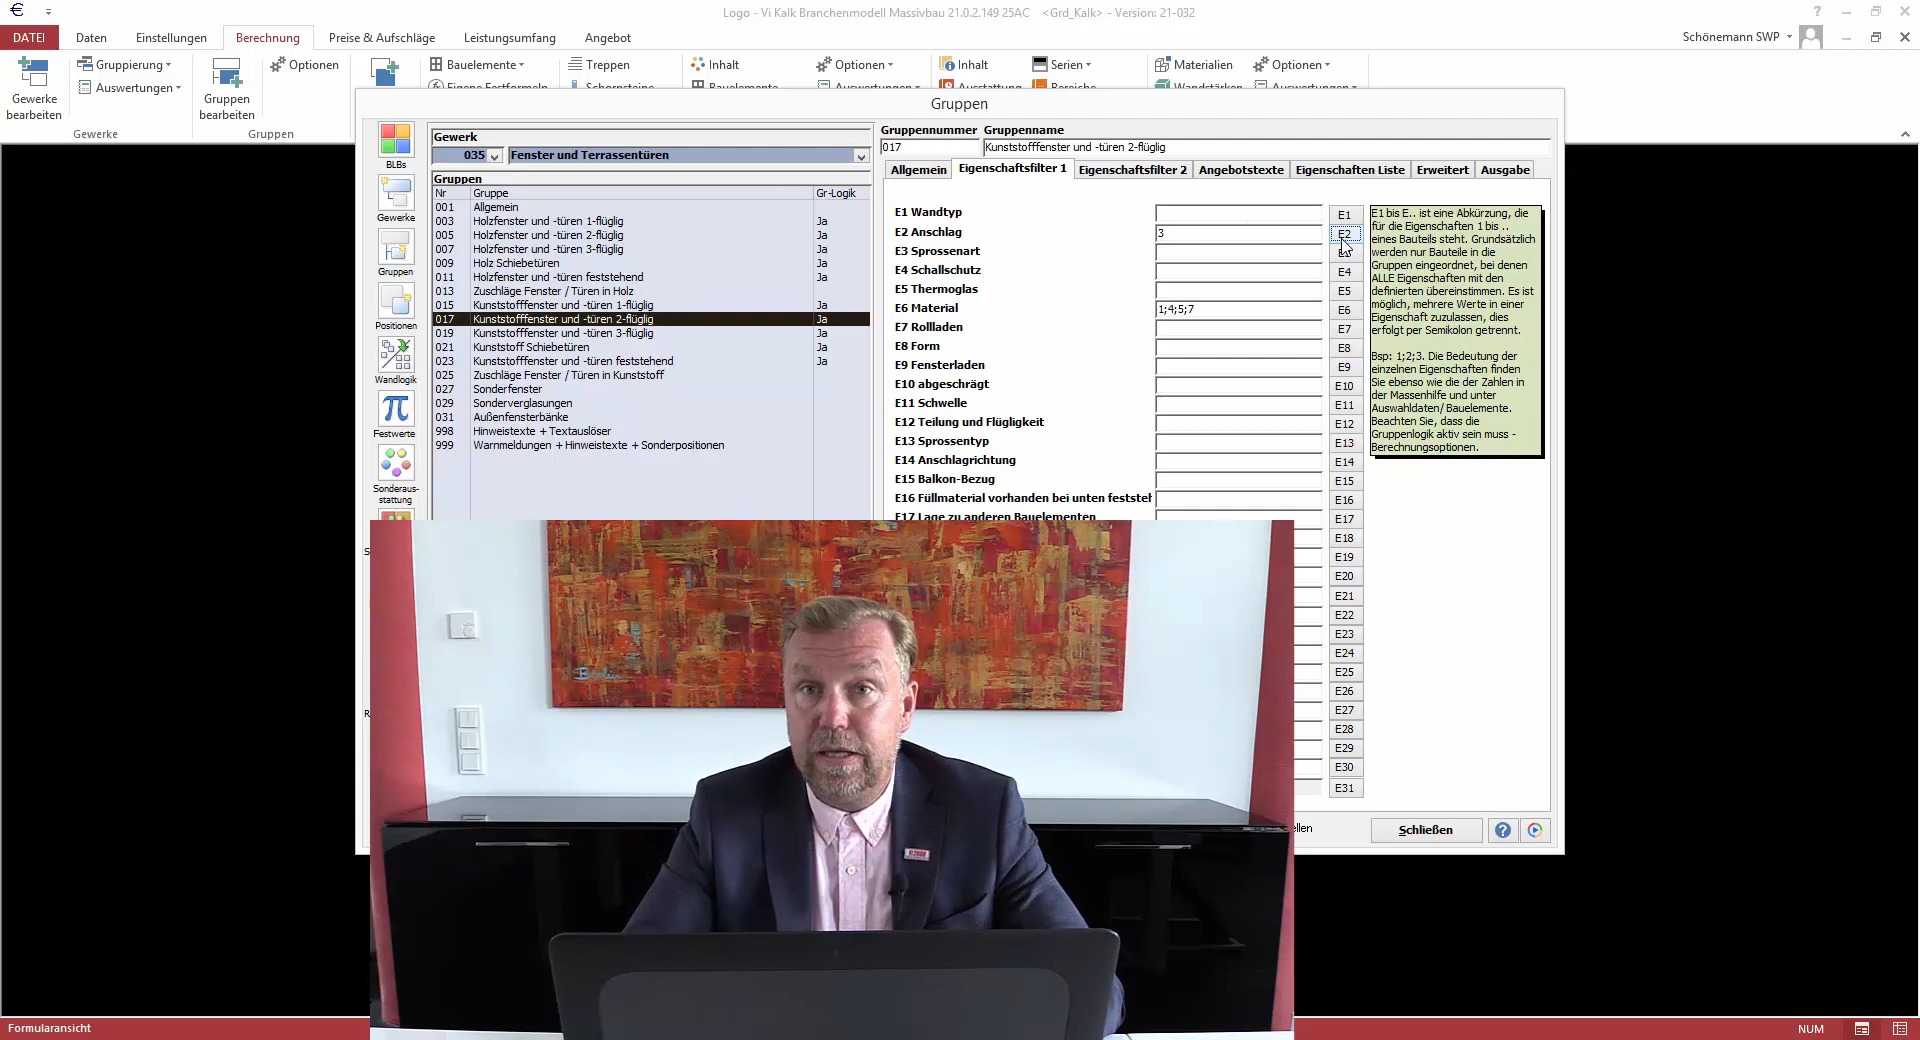 Logo - Vi Kalk Branchenmodell Massivbau 21.0.2.149 25AC <Grd_Kalk> - Version: 21-032
DATEI Daten Einstellungen Berechnung Preise & Aufschläge Leistungsumfang Angebot
Schönemann SWP
Gewerke bearbeiten
Gruppierung
Auswertungen
Gewerke
Gruppen bearbeiten
Optionen
Gruppen
Bauelemente
Eigene Festformeln
Treppen
Schornsteine
Inhalt
Bauelemente
Optionen
Auswertungen
Inhalt
Ausstattung
Serien
Bereiche
Materialien
Wandstärken
Optionen
Auswertungen
Gruppen
BLBs
Gewerke
Gruppen
Positionen
Wandlogik
Festwerte
Sonderaus-
stattung
Gewerk
035 Fenster und Terrassentüren
Gruppen
Nr Gruppe Gr-Logik
001 Allgemein
003 Holzfenster und -türen 1-flüglig Ja
005 Holzfenster und -türen 2-flüglig Ja
007 Holzfenster und -türen 3-flüglig Ja
009 Holz Schiebetüren Ja
011 Holzfenster und -türen feststehend Ja
013 Zuschläge Fenster / Türen in Holz
015 Kunststofffenster und -türen 1-flüglig Ja
017 Kunststofffenster und -türen 2-flüglig Ja
019 Kunststofffenster und -türen 3-flüglig Ja
021 Kunststoff Schiebetüren Ja
023 Kunststofffenster und -türen feststehend Ja
025 Zuschläge Fenster / Türen in Kunststoff
027 Sonderfenster
029 Sonderverglasungen
031 Außenfensterbänke
998 Hinweistexte + Textauslöser
999 Warnmeldungen + Hinweistexte + Sonderpositionen
Gruppennummer Gruppenname
017 Kunststofffenster und -türen 2-flüglig
Allgemein Eigenschaftsfilter 1 Eigenschaftsfilter 2 Angebotstexte Eigenschaften Liste Erweitert Ausgabe
E1 Wandtyp E1
E2 Anschlag 3 E2
E3 Sprossenart
E4 Schallschutz E4
E5 Thermoglas E5
E6 Material 1;4;5;7 E6
E7 Rollladen E7
E8 Form E8
E9 Fensterladen E9
E10 abgeschrägt E10
E11 Schwelle E11
E12 Teilung und Flügligkeit E12
E13 Sprossentyp E13
E14 Anschlagrichtung E14
E15 Balkon-Bezug E15
E16 Füllmaterial vorhanden bei unten festste E16
E17 Lage zu anderen Bauelementen E17
E18
E19
E20
E21
E22
E23
E24
E25
E26
E27
E28
E29
E30
E31
E1 bis E.. ist eine Abkürzung, die
für die Eigenschaften 1 bis ..
eines Bauteils steht. Grundsätzlich
werden nur Bauteile in die
Gruppen eingeordnet, bei denen
ALLE Eigenschaften mit den
definierten übereinstimmen. Es ist
möglich, mehrere Werte in einer
Eigenschaft zuzulassen, dies
erfolgt per Semikolon getrennt.
Bsp: 1;2;3. Die Bedeutung der
einzelnen Eigenschaften finden
Sie ebenso wie die der Zahlen in
der Massenhilfe und unter
Auswahldaten/ Bauelemente.
Beachten Sie, dass die
Gruppenlogik aktiv sein muss -
Berechnungsoptionen.
ellen
Schließen
Formularansicht
NUM